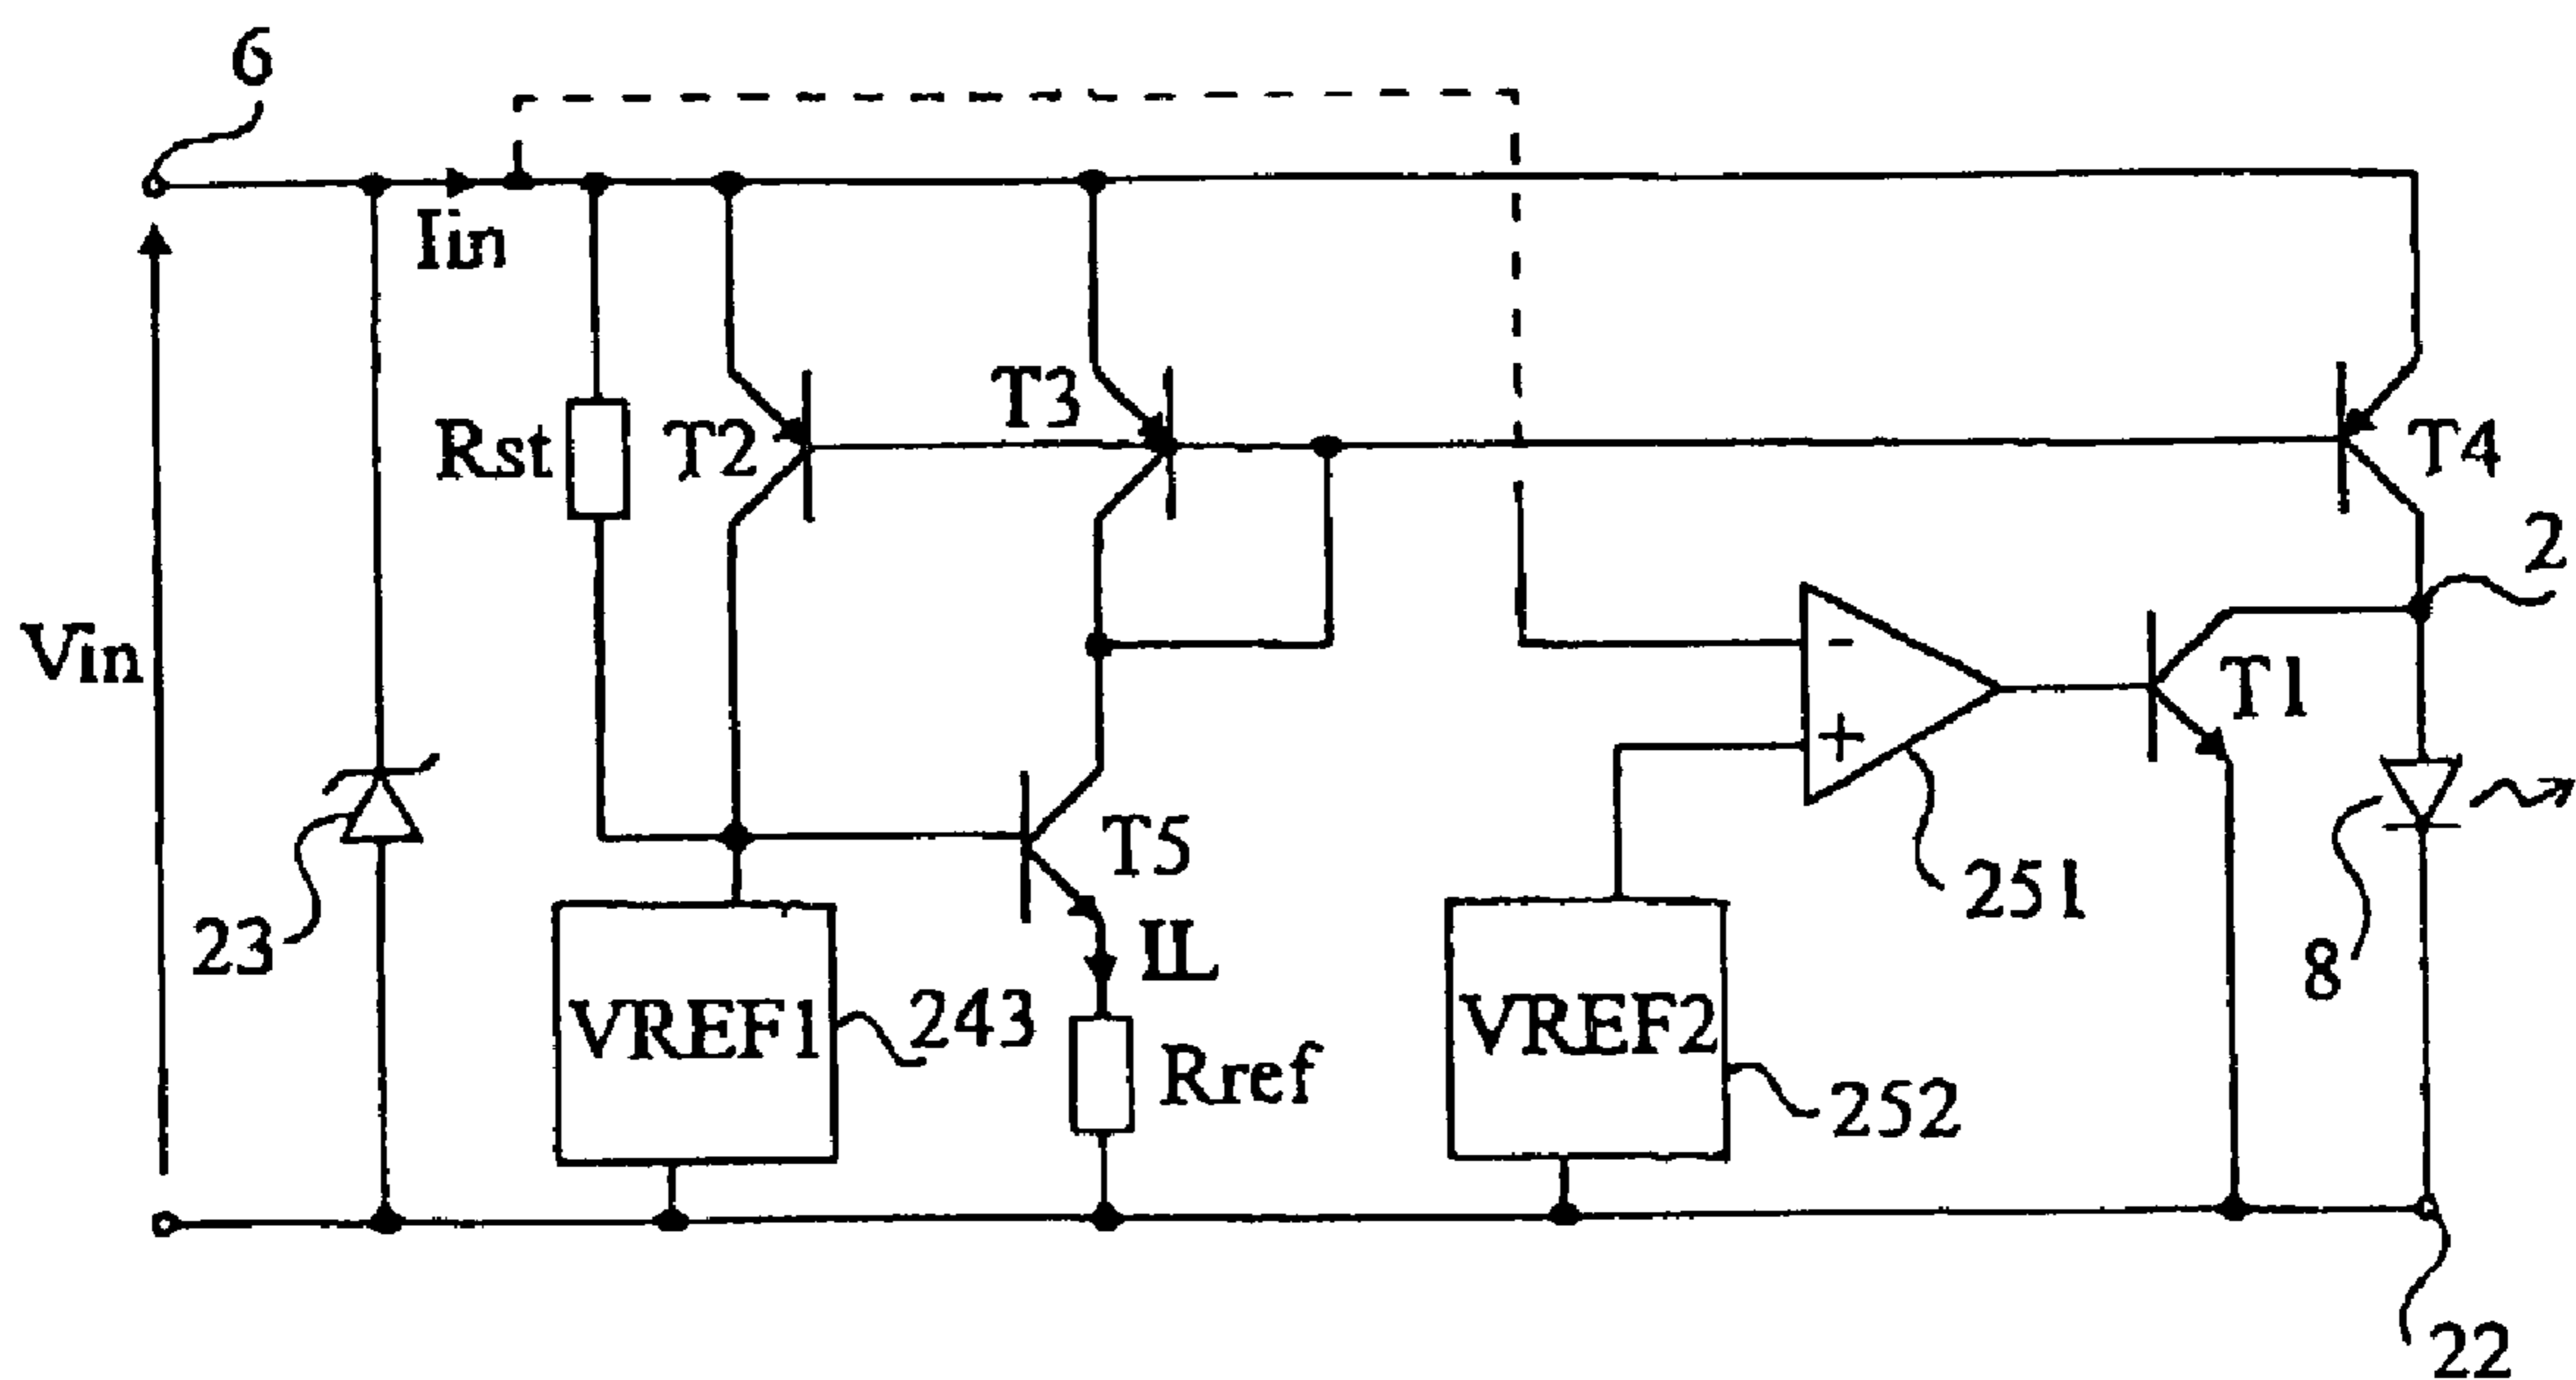 6
Iin
Vin
Rst
T2
T3
T4
2
-
+
T1
T5
251
23
IL
8
VREF1
243
Rref
VREF2
252
22